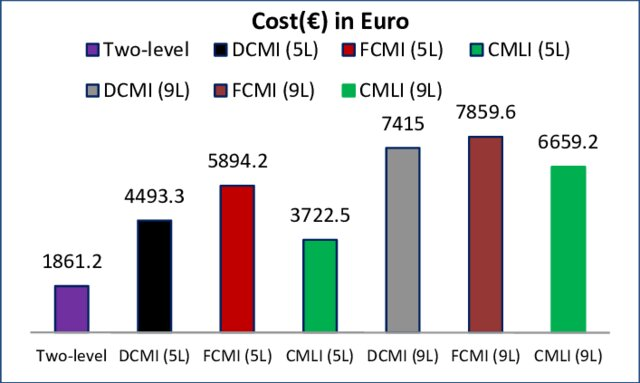 Cost(€) in Euro
Two-level DCMI (5L) FCMI (5L) CMLI (5L)
DCMI (9L) FCMI (9L) CMLI (9L)
1861.2 4493.3 5894.2 3722.5 7415 7859.6 6659.2
Two-level DCMI (5L) FCMI (5L) CMLI (5L) DCMI (9L) FCMI (9L) CMLI (9L)